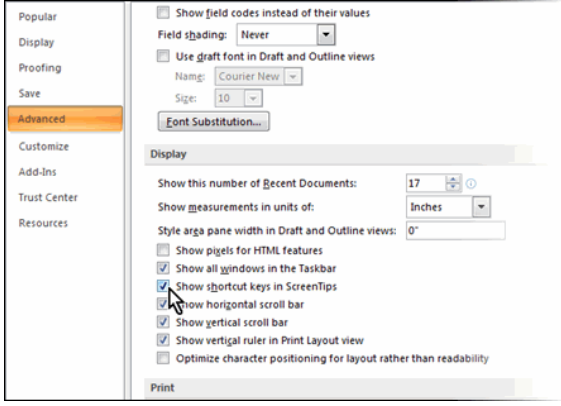 Popular
Display
Proofing
Save
Advanced
Customize
Add-Ins
Trust Center
Resources
Show field codes instead of their values
Field shading: Never
Use draft font in Draft and Outline views
Name: Courier New
Size: 10
Font Substitution...
Display
Show this number of Recent Documents: 17
Show measurements in units of: Inches
Style area pane width in Draft and Outline views: 0"
Show pixels for HTML features
Show all windows in the Taskbar
Show shortcut keys in ScreenTips
Show horizontal scroll bar
Show vertical scroll bar
Show vertical ruler in Print Layout view
Optimize character positioning for layout rather than readability
Print